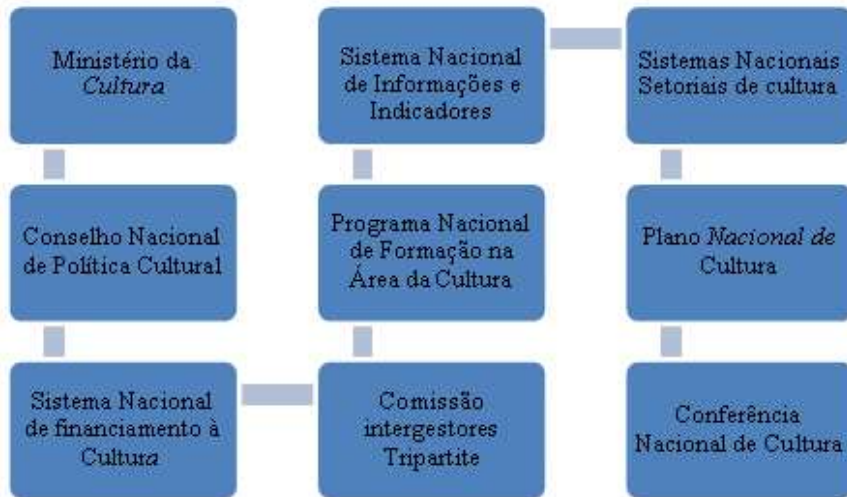 Ministério da
Cultura
Conselho Nacional
de Política Cultural
Sistema Nacional
de financiamento à
Cultura
Comissão
intergestores
Tripartite
Programa Nacional
de Formação na
Área da Cultura
Sistema Nacional
de Informações e
Indicadores
Sistemas Nacionais
Setoriais de cultura
Plano Nacional de
Cultura
Conferência
Nacional de Cultura